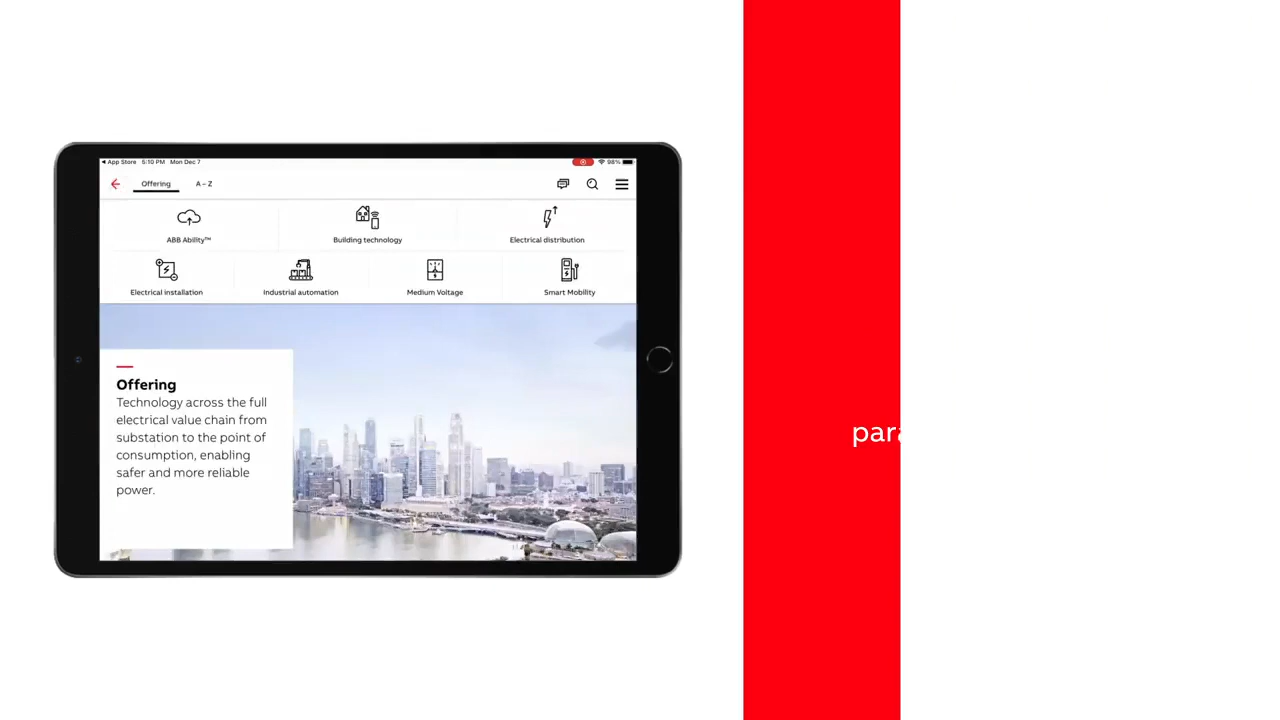 App Store 5:10 PM Mon Dec 7 98%
Offering A – Z
ABB Ability™ Building technology Electrical distribution
Electrical installation Industrial automation Medium Voltage Smart Mobility
Offering
Technology across the full
electrical value chain from
substation to the point of
consumption, enabling
safer and more reliable
power.